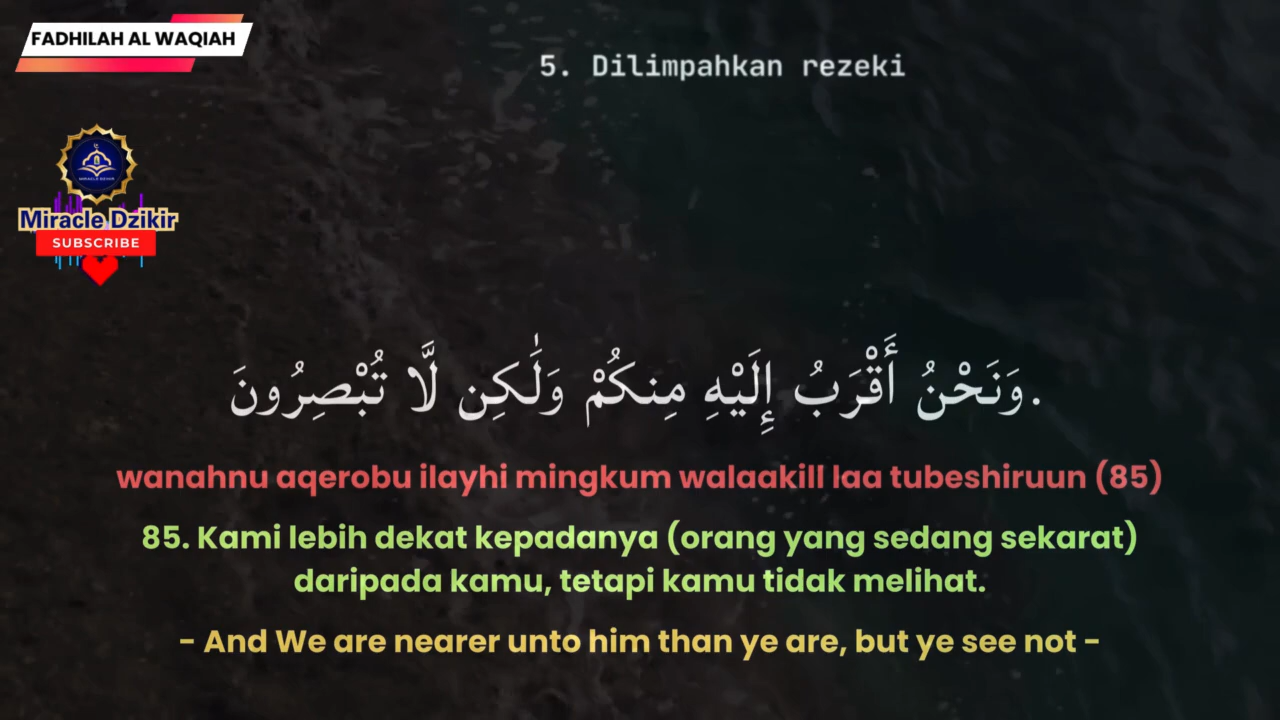 FADHILAH AL WAQIAH
5. Dilimpahkan rezeki
MIRACLE DZIKIR
Miracle Dzikir
SUBSCRIBE
وَنَحْنُ أَقْرَبُ إِلَيْهِ مِنكُمْ وَلَٰكِن لَّا تُبْصِرُونَ.
wanahnu aqerobu ilayhi mingkum walaakill laa tubeshiruun (85)
85. Kami lebih dekat kepadanya (orang yang sedang sekarat)
daripada kamu, tetapi kamu tidak melihat.
- And We are nearer unto him than ye are, but ye see not -